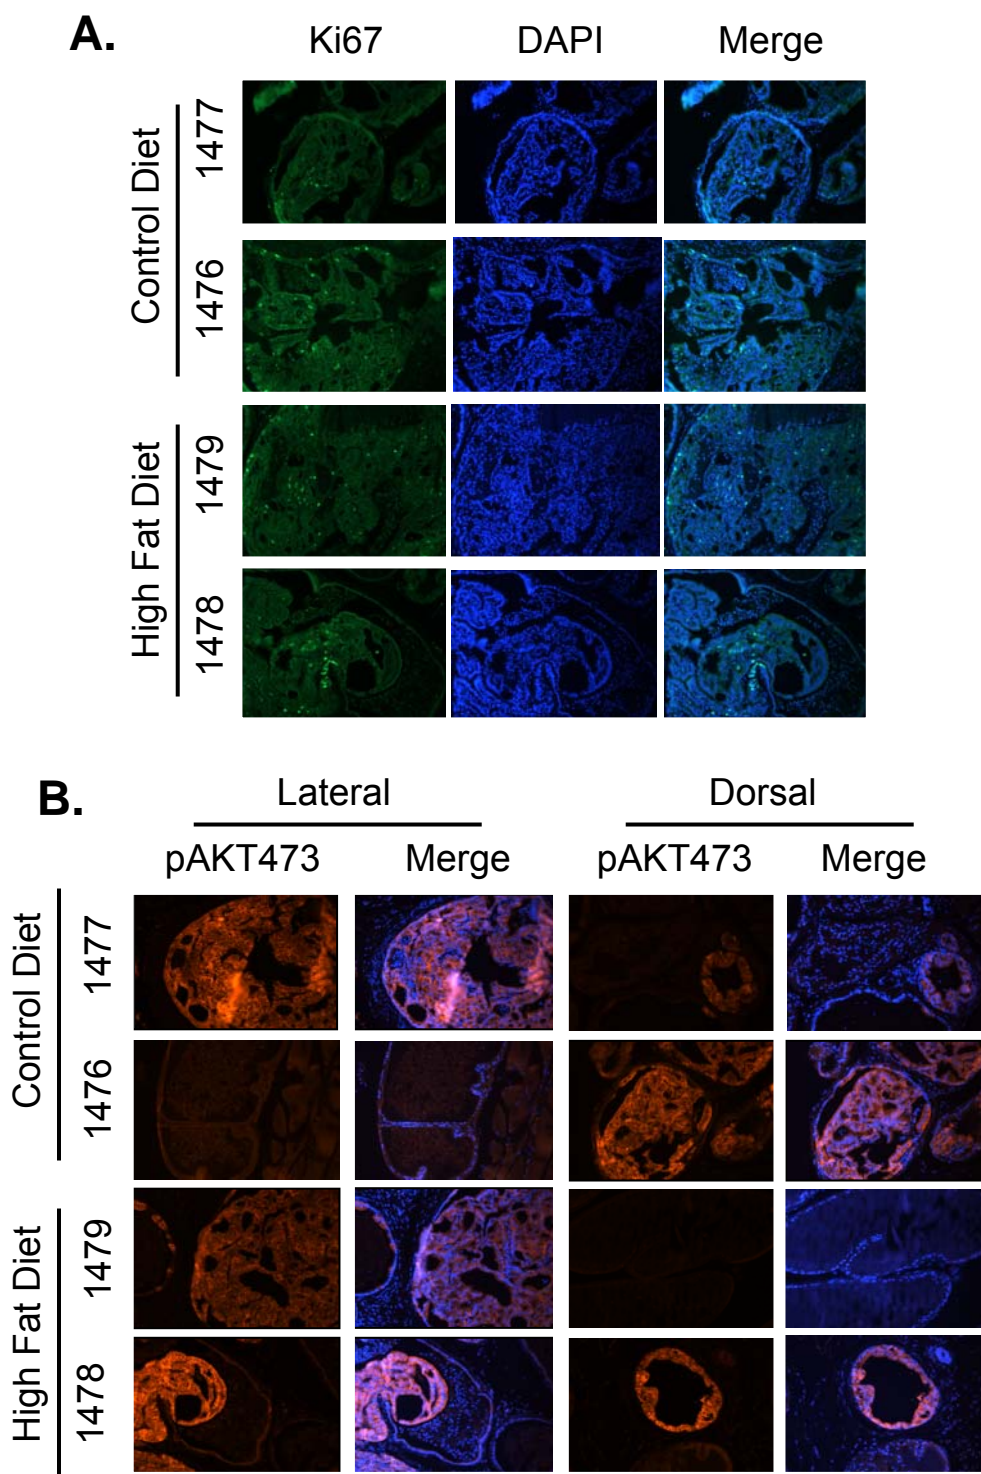 A.
Ki67 DAPI Merge
Control Diet
1477
1476
High Fat Diet
1479
1478
B.
Lateral Dorsal
pAKT473 Merge pAKT473 Merge
Control Diet
1477
1476
High Fat Diet
1479
1478